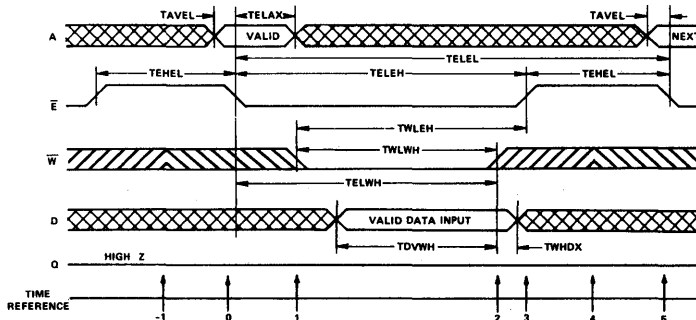 TAVEL TELAX TAVEL
A VALID NEXT
TELEL
TEHEL TELEH TEHEL
E
TWLEH
TWLWH
W
TELWH
D VALID DATA INPUT
TDVWH TWHDX
Q HIGH Z
TIME
REFERENCE
-1 0 1 2 3 4 5